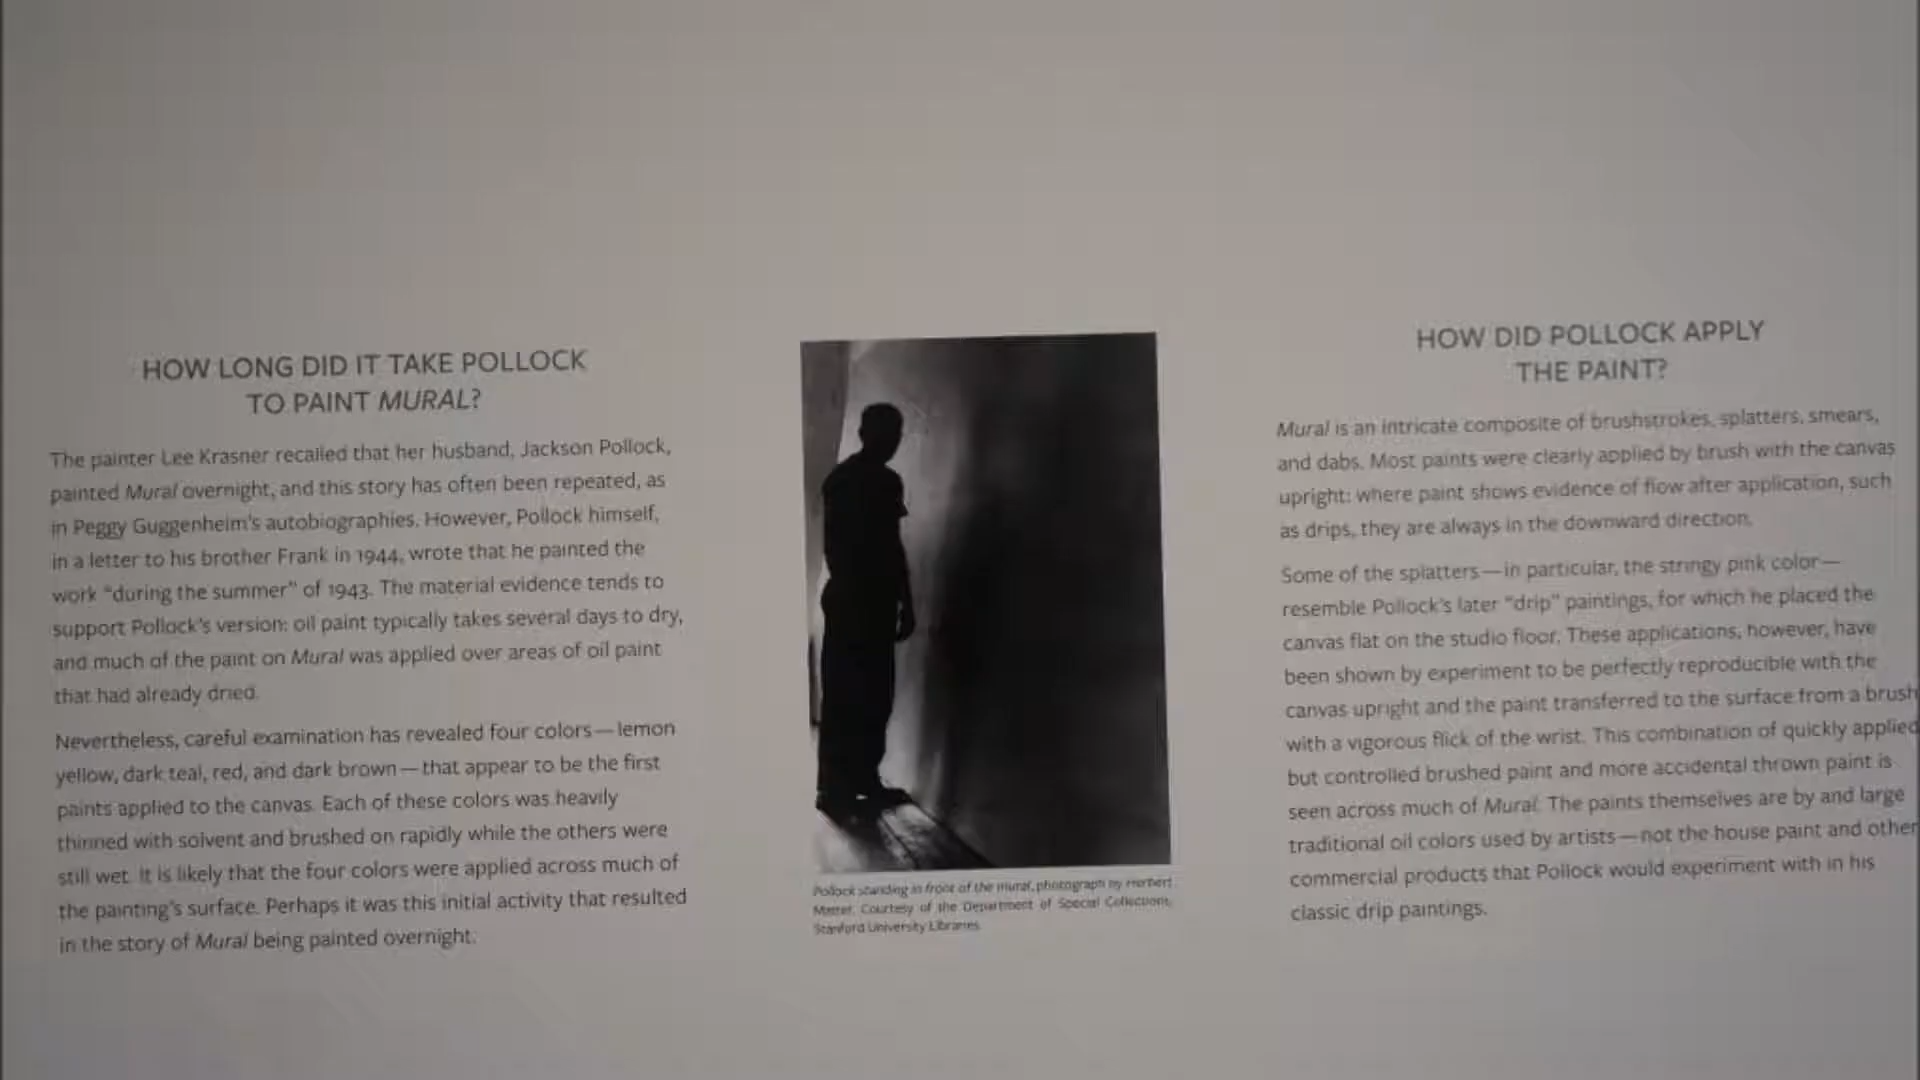 HOW LONG DID IT TAKE POLLOCK
TO PAINT MURAL?
The painter Lee Krasner recalled that her husband, Jackson Pollock,
painted Mural overnight, and this story has often been repeated, as
in Peggy Guggenheim's autobiographies. However, Pollock himself,
in a letter to his brother Frank in 1944, wrote that he painted the
work "during the summer" of 1943. The material evidence tends to
support Pollock's version: oil paint typically takes several days to dry,
and much of the paint on Mural was applied over areas of oil paint
that had already dried.
Nevertheless, careful examination has revealed four colors—lemon
yellow, dark teal, red, and dark brown—that appear to be the first
paints applied to the canvas. Each of these colors was heavily
thinned with solvent and brushed on rapidly while the others were
still wet. It is likely that the four colors were applied across much of
the painting's surface. Perhaps it was this initial activity that resulted
in the story of Mural being painted overnight.
Pollock standing in front of the mural, photograph by Herbert
Matter. Courtesy of the Department of Special Collections,
Stanford University Libraries.
HOW DID POLLOCK APPLY
THE PAINT?
Mural is an intricate composite of brushstrokes, splatters, smears,
and dabs. Most paints were clearly applied by brush with the canvas
upright: where paint shows evidence of flow after application, such
as drips, they are always in the downward direction.
Some of the splatters—in particular, the stringy pink color—
resemble Pollock's later "drip" paintings, for which he placed the
canvas flat on the studio floor. These applications, however, have
been shown by experiment to be perfectly reproducible with the
canvas upright and the paint transferred to the surface from a brush
with a vigorous flick of the wrist. This combination of quickly applied
but controlled brushed paint and more accidental thrown paint is
seen across much of Mural. The paints themselves are by and large
traditional oil colors used by artists—not the house paint and other
commercial products that Pollock would experiment with in his
classic drip paintings.